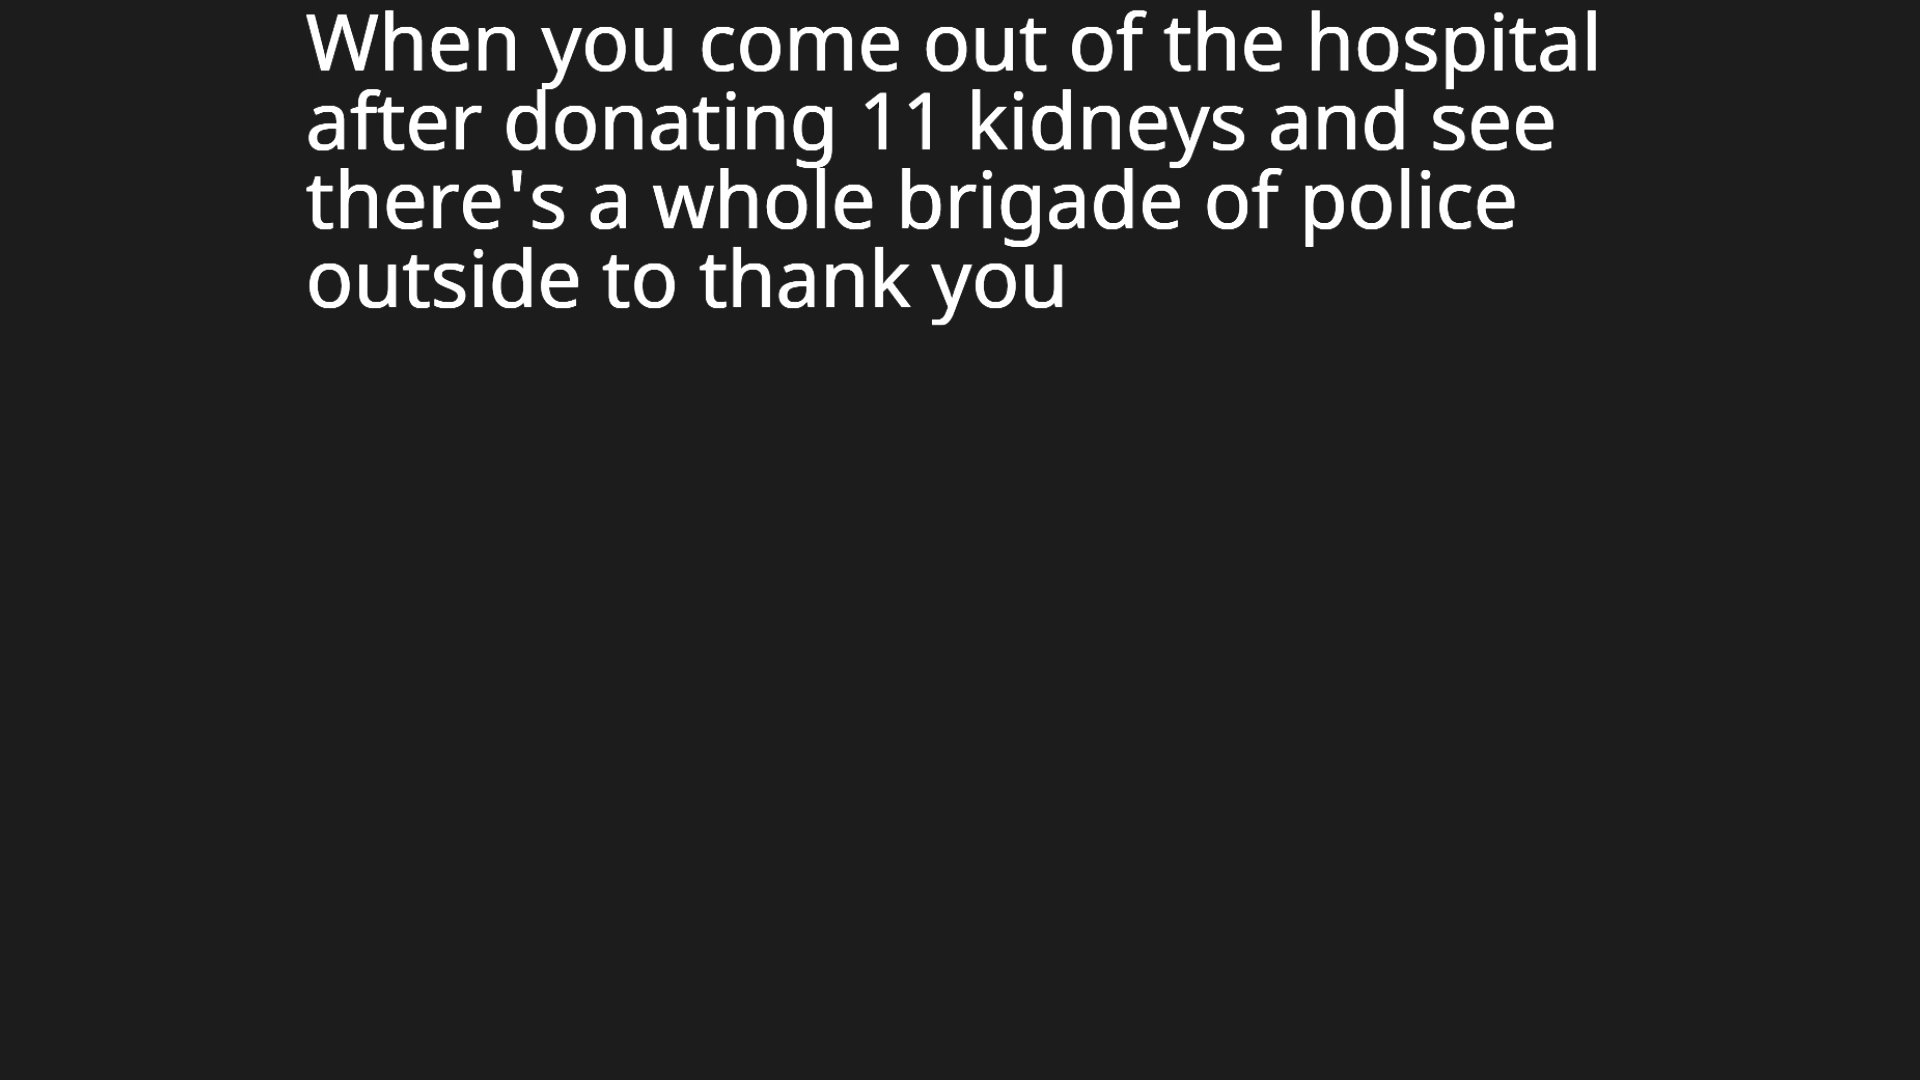 When you come out of the hospital
after donating 11 kidneys and see
there's a whole brigade of police
outside to thank you